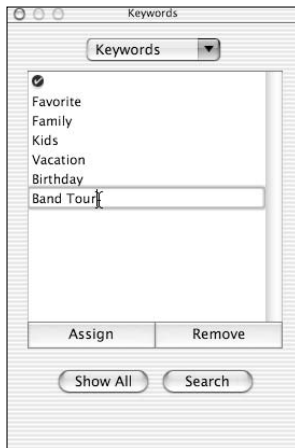 Keywords
Keywords
Favorite
Family
Kids
Vacation
Birthday
Band Tour
Assign Remove
Show All Search